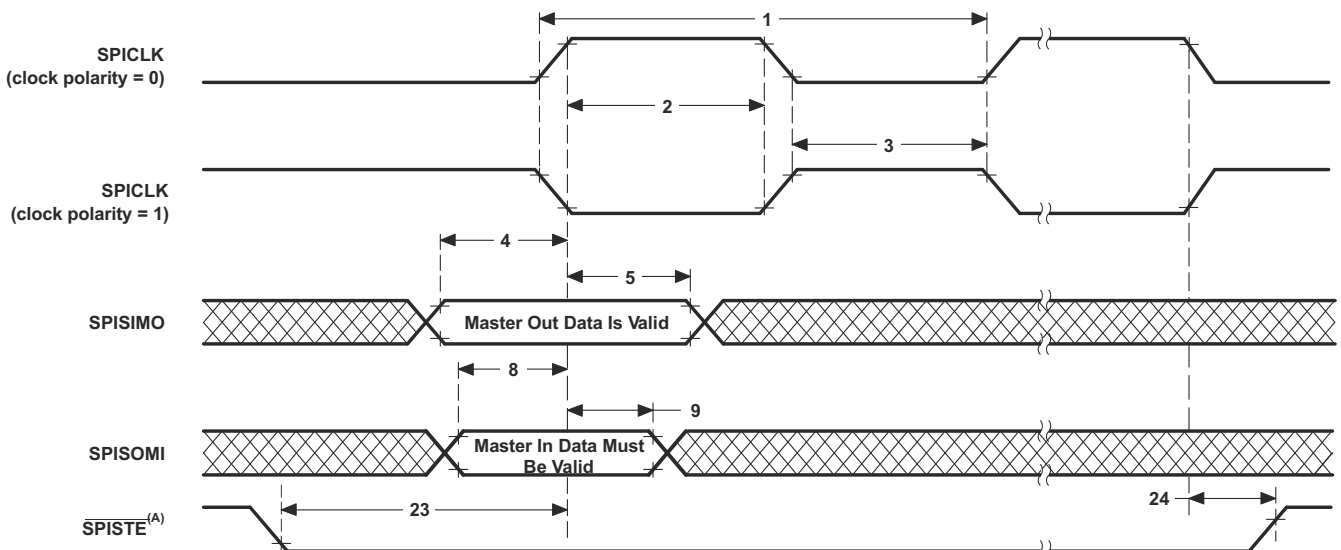 1
SPICLK
(clock polarity = 0)
2
3
SPICLK
(clock polarity = 1)
4
5
SPISIMO
Master Out Data Is Valid
8
9
SPISOMI
Master In Data Must
Be Valid
23
24
SPISTE(A)